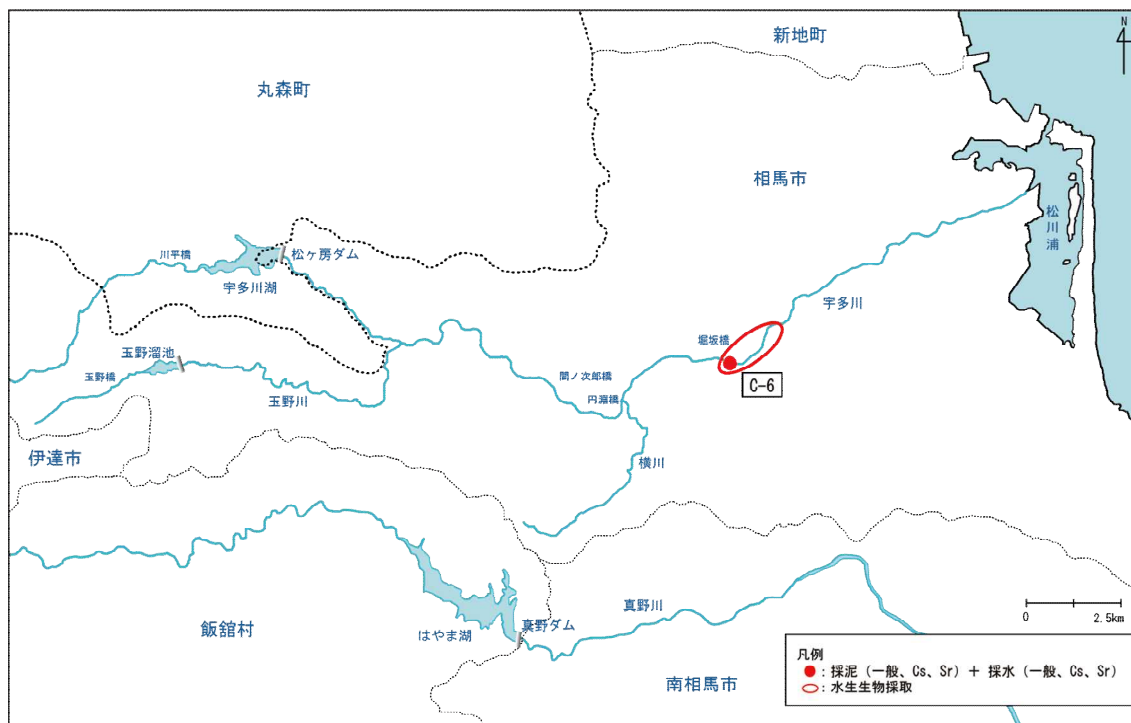 新地町
N
丸森町
相馬市
松川浦
川平橋
松ヶ房ダム
宇多川湖
宇多川
堀坂橋
玉野溜池
玉野橋
C-6
間ノ次郎橋
円淵橋
玉野川
伊達市
横川
真野川
0 2.5km
はやま湖
真野ダム
飯舘村
南相馬市
凡例
：採泥（一般、Cs、Sr）＋ 採水（一般、Cs、Sr）
：水生生物採取